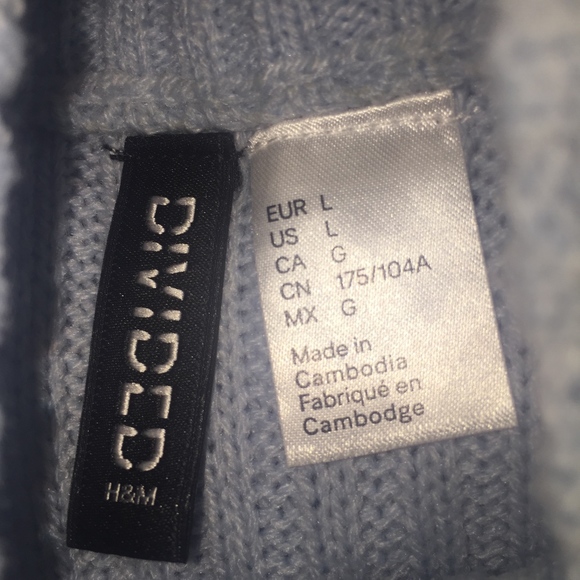 DIVIDED
H&M
EUR L
US L
CA G
CN 175/104A
MX G
Made in
Cambodia
Fabriqué en
Cambodge